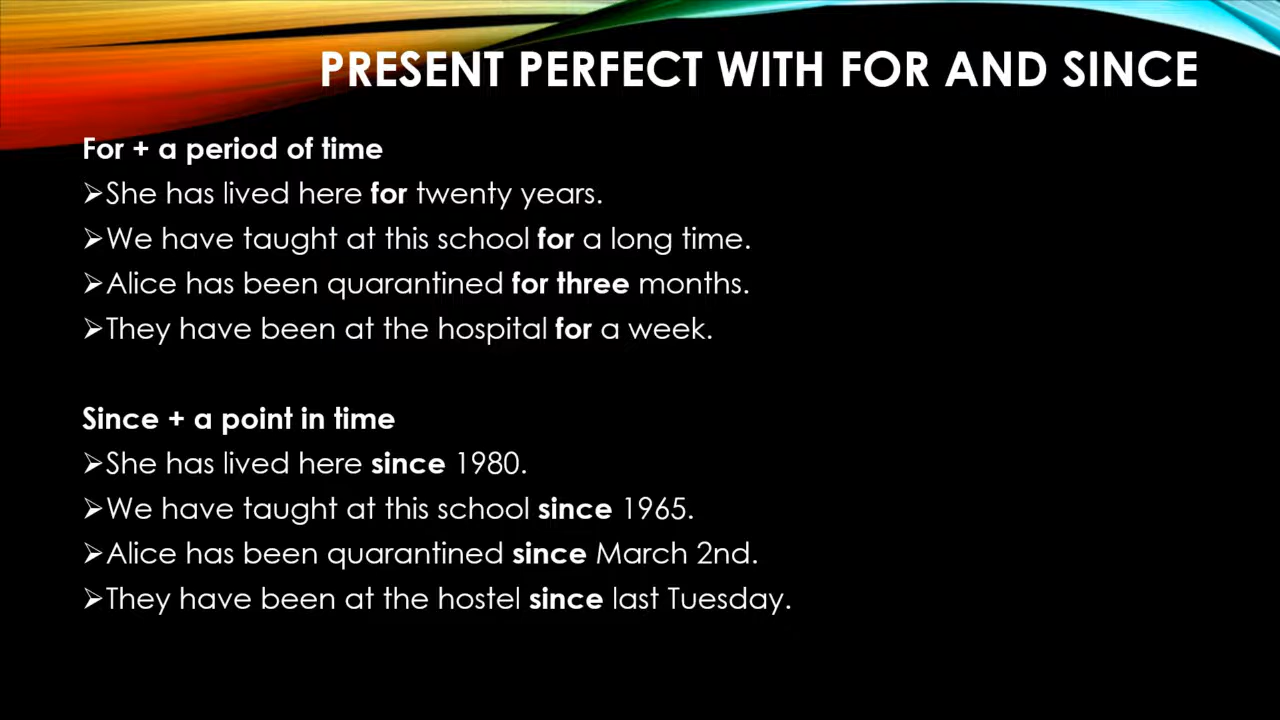 PRESENT PERFECT WITH FOR AND SINCE
For + a period of time
➢She has lived here for twenty years.
➢We have taught at this school for a long time.
➢Alice has been quarantined for three months.
➢They have been at the hospital for a week.
Since + a point in time
➢She has lived here since 1980.
➢We have taught at this school since 1965.
➢Alice has been quarantined since March 2nd.
➢They have been at the hostel since last Tuesday.